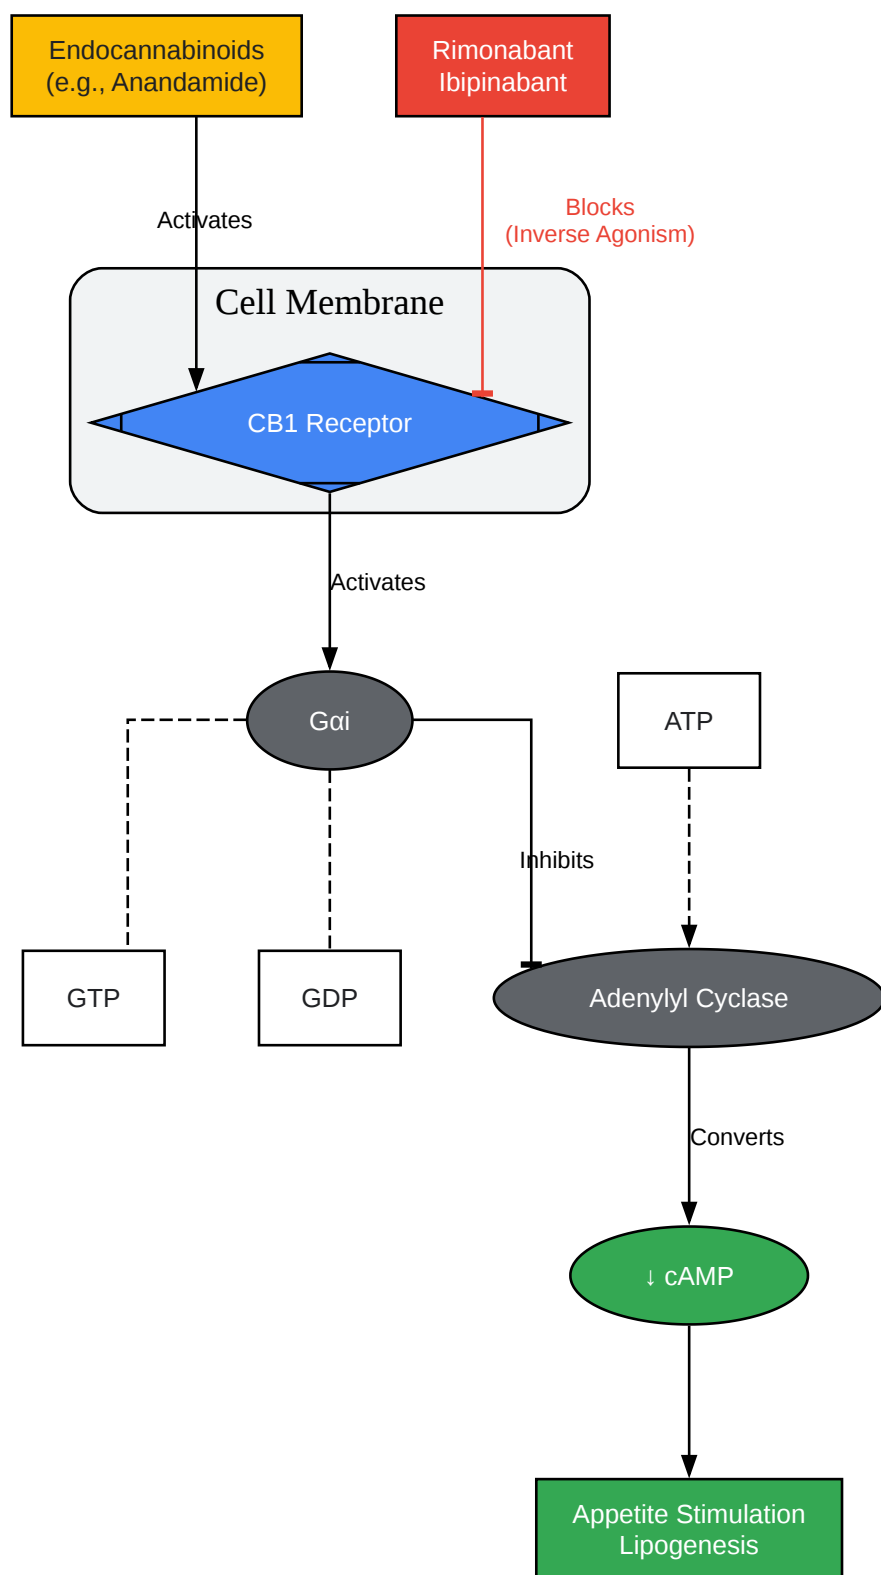 Endocannabinoids
(e.g., Anandamide)
Rimonabant
Ibipinabant
Activates
Blocks
(Inverse Agonism)
Cell Membrane
CB1 Receptor
Activates
Gαi
ATP
Inhibits
GTP
GDP
Adenylyl Cyclase
Converts
↓ cAMP
Appetite Stimulation
Lipogenesis